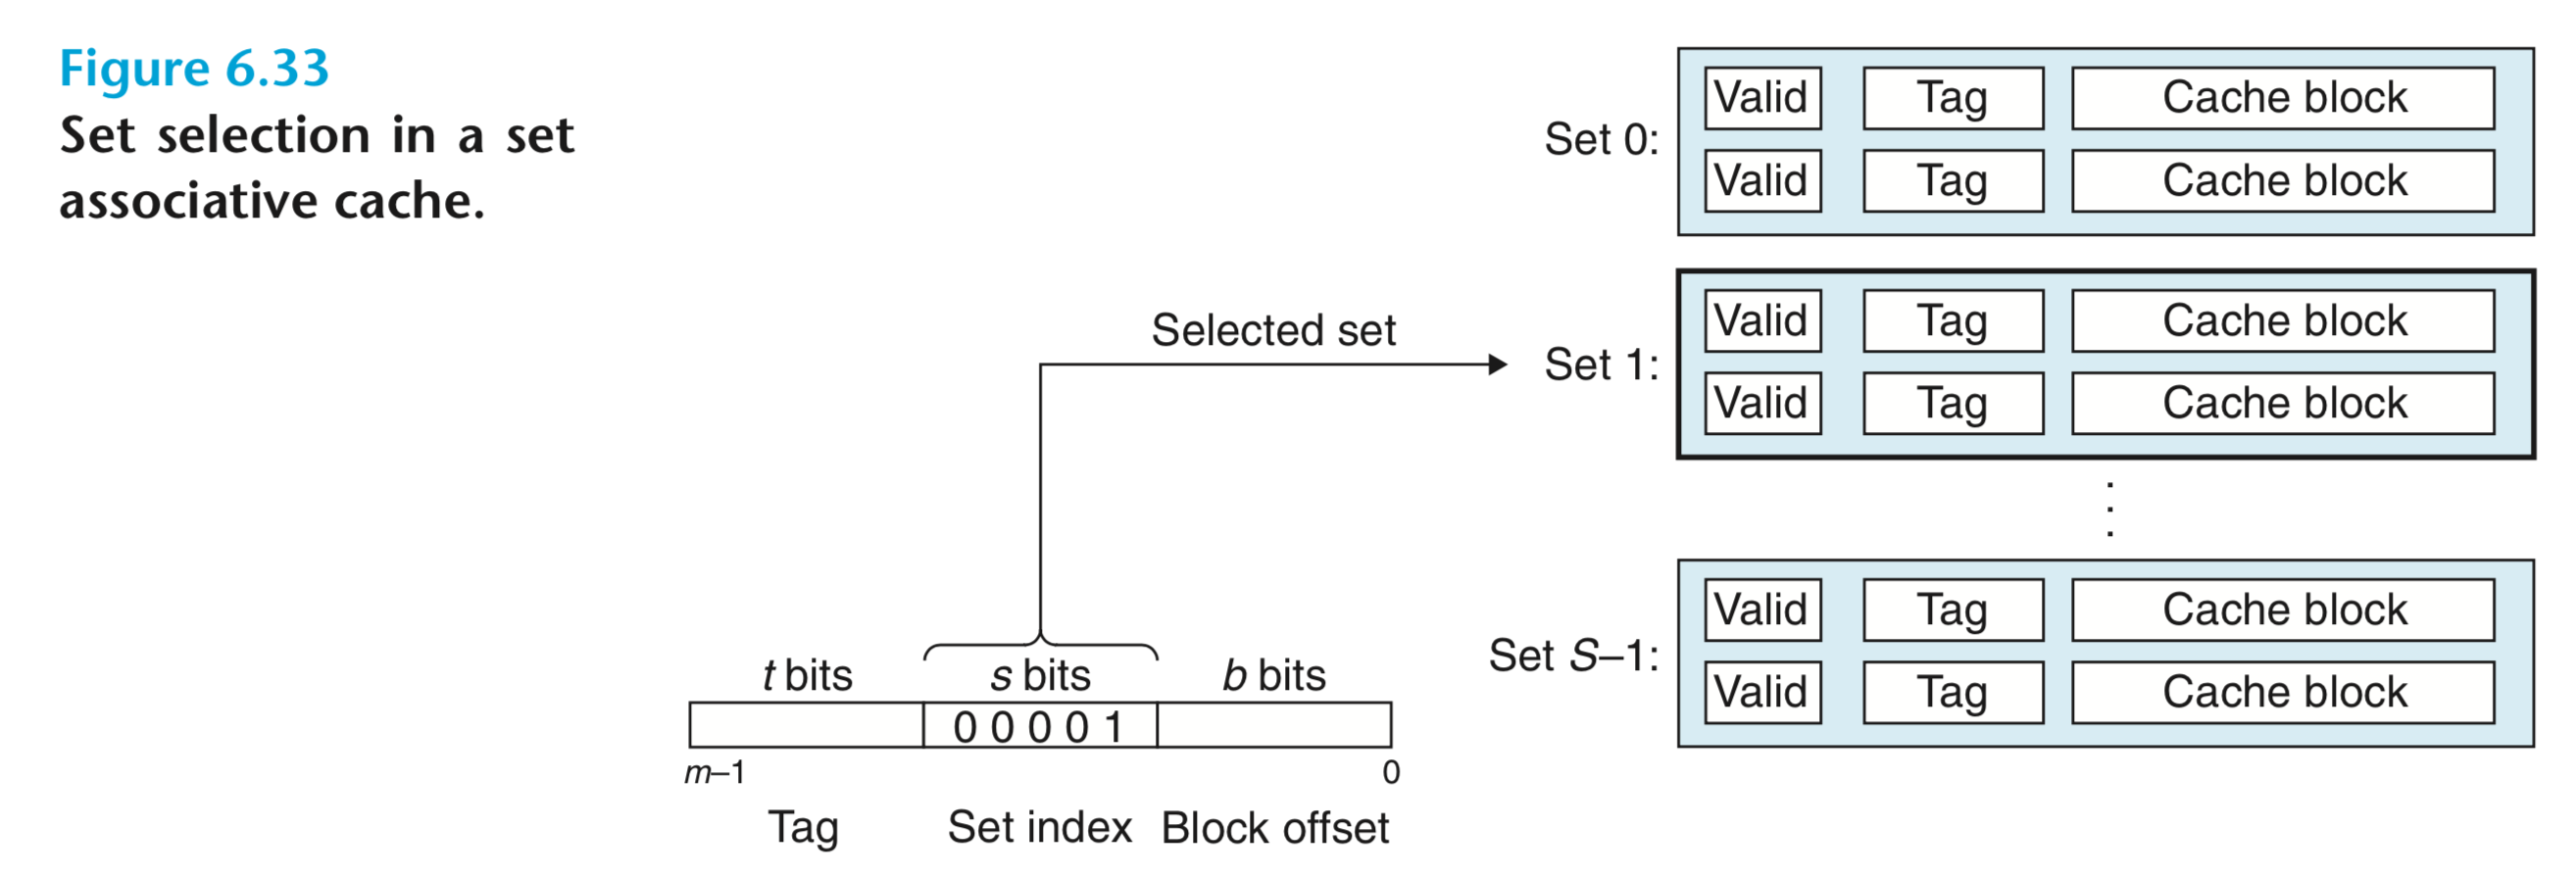 Figure 6.33
Set selection in a set
associative cache.
Set 0:
Valid Tag Cache block
Valid Tag Cache block
Selected set
Set 1:
Valid Tag Cache block
Valid Tag Cache block
Set S–1:
Valid Tag Cache block
Valid Tag Cache block
t bits s bits b bits
0 0 0 0 1
m–1 0
Tag Set index Block offset